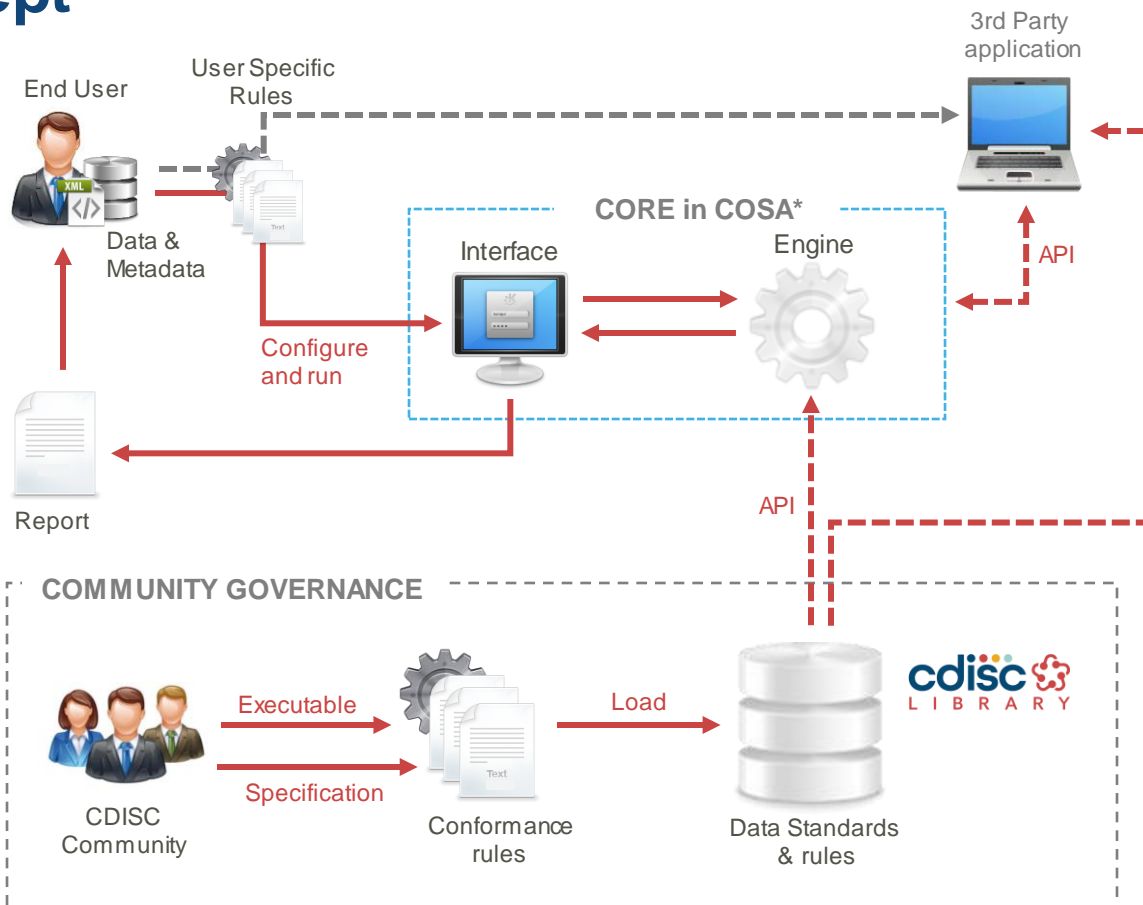 3rd Party
application
User Specific
Rules
End User
XML
</>
Text
Data &
Metadata
CORE in COSA*
Interface
Engine
API
Configure
and run
Report
API
COMMUNITY GOVERNANCE
cdisc
LIBRARY
Executable
Load
Specification
Text
CDISC
Community
Conformance
rules
Data Standards
& rules